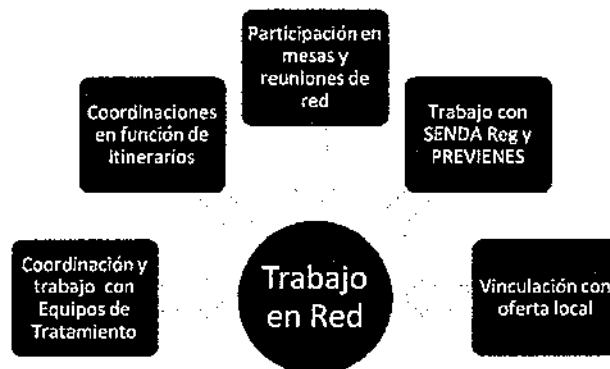 Participación en
mesas y
reuniones de
red
Coordinaciones
en función de
itinerarios
Trabajo con
SENDA Reg y
PREVIENES
Coordinación y
trabajo con
Equipos de
Tratamiento
Trabajo
en Red
Vinculación con
oferta local